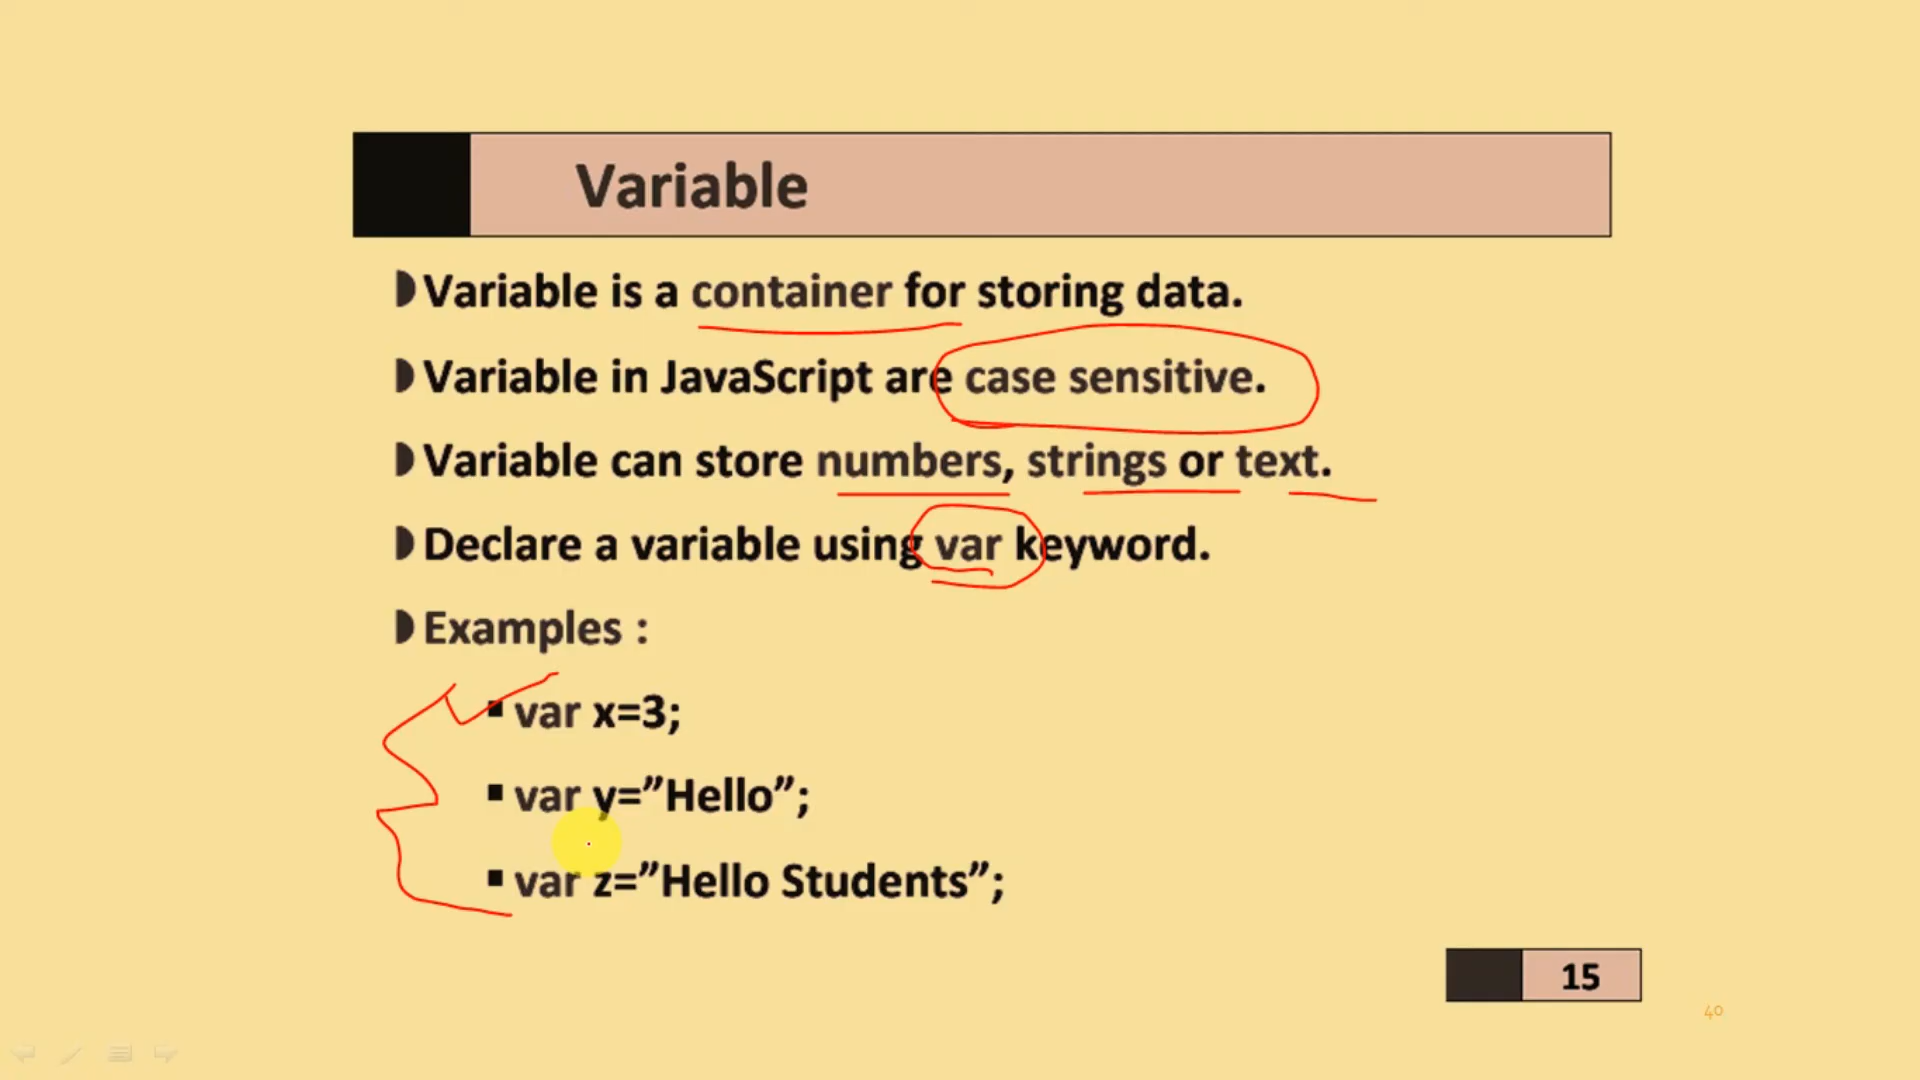 Variable
Variable is a container for storing data.
Variable in JavaScript are case sensitive.
Variable can store numbers, strings or text.
Declare a variable using var keyword.
Examples :
var x=3;
var y=”Hello”;
var z=”Hello Students”;
15
40